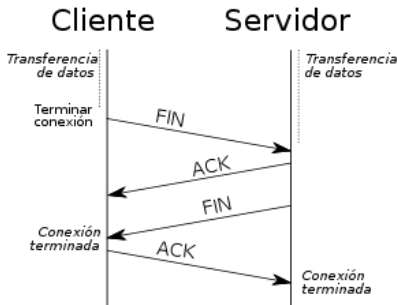 Cliente
Servidor
Transferencia
de datos
Transferencia
de datos
Terminar
conexión
FIN
ACK
FIN
Conexión
terminada
ACK
Conexión
terminada